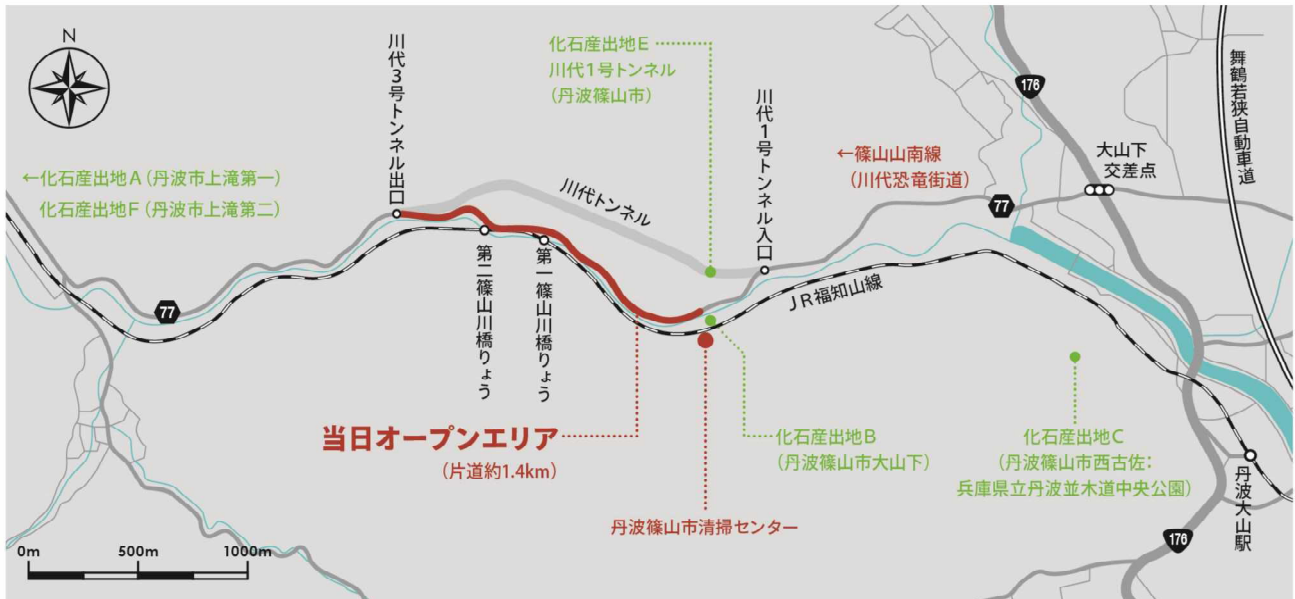 N
川代3号トンネル出口
化石産出地E
川代1号トンネル
(丹波篠山市)
川代1号トンネル入口
176
舞鶴若狭自動車道
←篠山山南線
(川代恐竜街道)
大山下
交差点
←化石産出地A(丹波市上滝第一)
化石産出地F(丹波市上滝第二)
川代トンネル
77
77
第二篠山川橋りょう
第一篠山川橋りょう
JR福知山線
当日オープンエリア
(片道約1.4km)
化石産出地B
(丹波篠山市大山下)
化石産出地C
(丹波篠山市西古佐:
兵庫県立丹波並木道中央公園)
丹波大山駅
丹波篠山市清掃センター
176
0m 500m 1000m